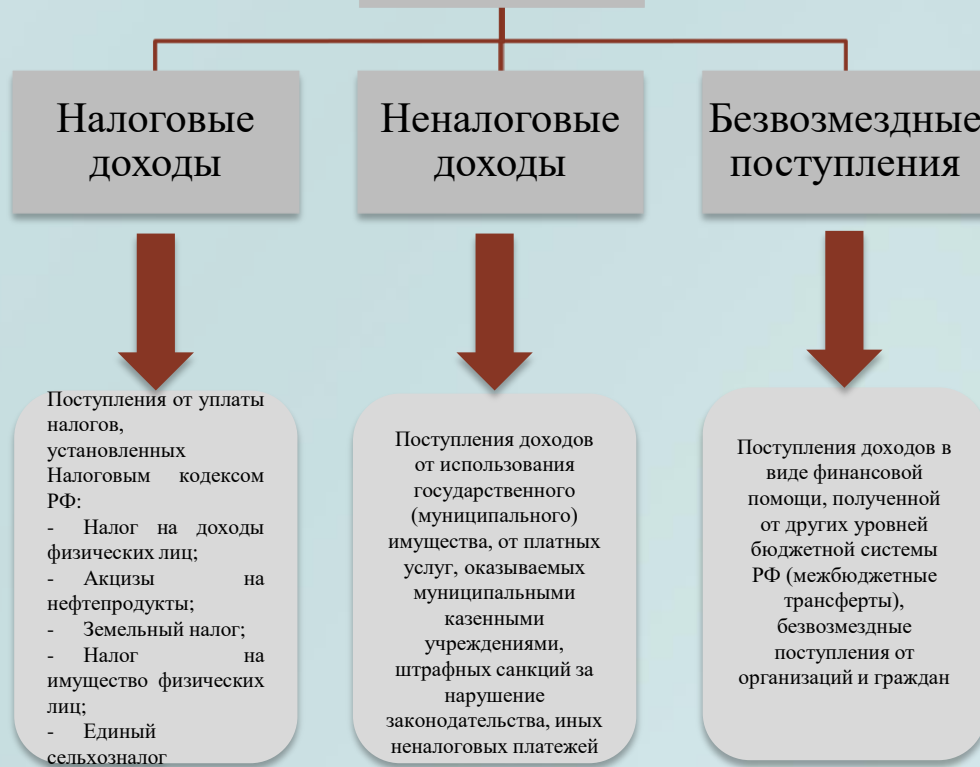 Налоговые
доходы
Неналоговые
доходы
Безвозмездные
поступления
Поступления от уплаты
налогов,
установленных
Налоговым кодексом
РФ:
- Налог на доходы
физических лиц;
- Акцизы на
нефтепродукты;
- Земельный налог;
- Налог на
имущество физических
лиц;
- Единый
сельхозналог
Поступления доходов
от использования
государственного
(муниципального)
имущества, от платных
услуг, оказываемых
муниципальными
казенными
учреждениями,
штрафных санкций за
нарушение
законодательства, иных
неналоговых платежей
Поступления доходов в
виде финансовой
помощи, полученной
от других уровней
бюджетной системы
РФ (межбюджетные
трансферты),
безвозмездные
поступления от
организаций и граждан